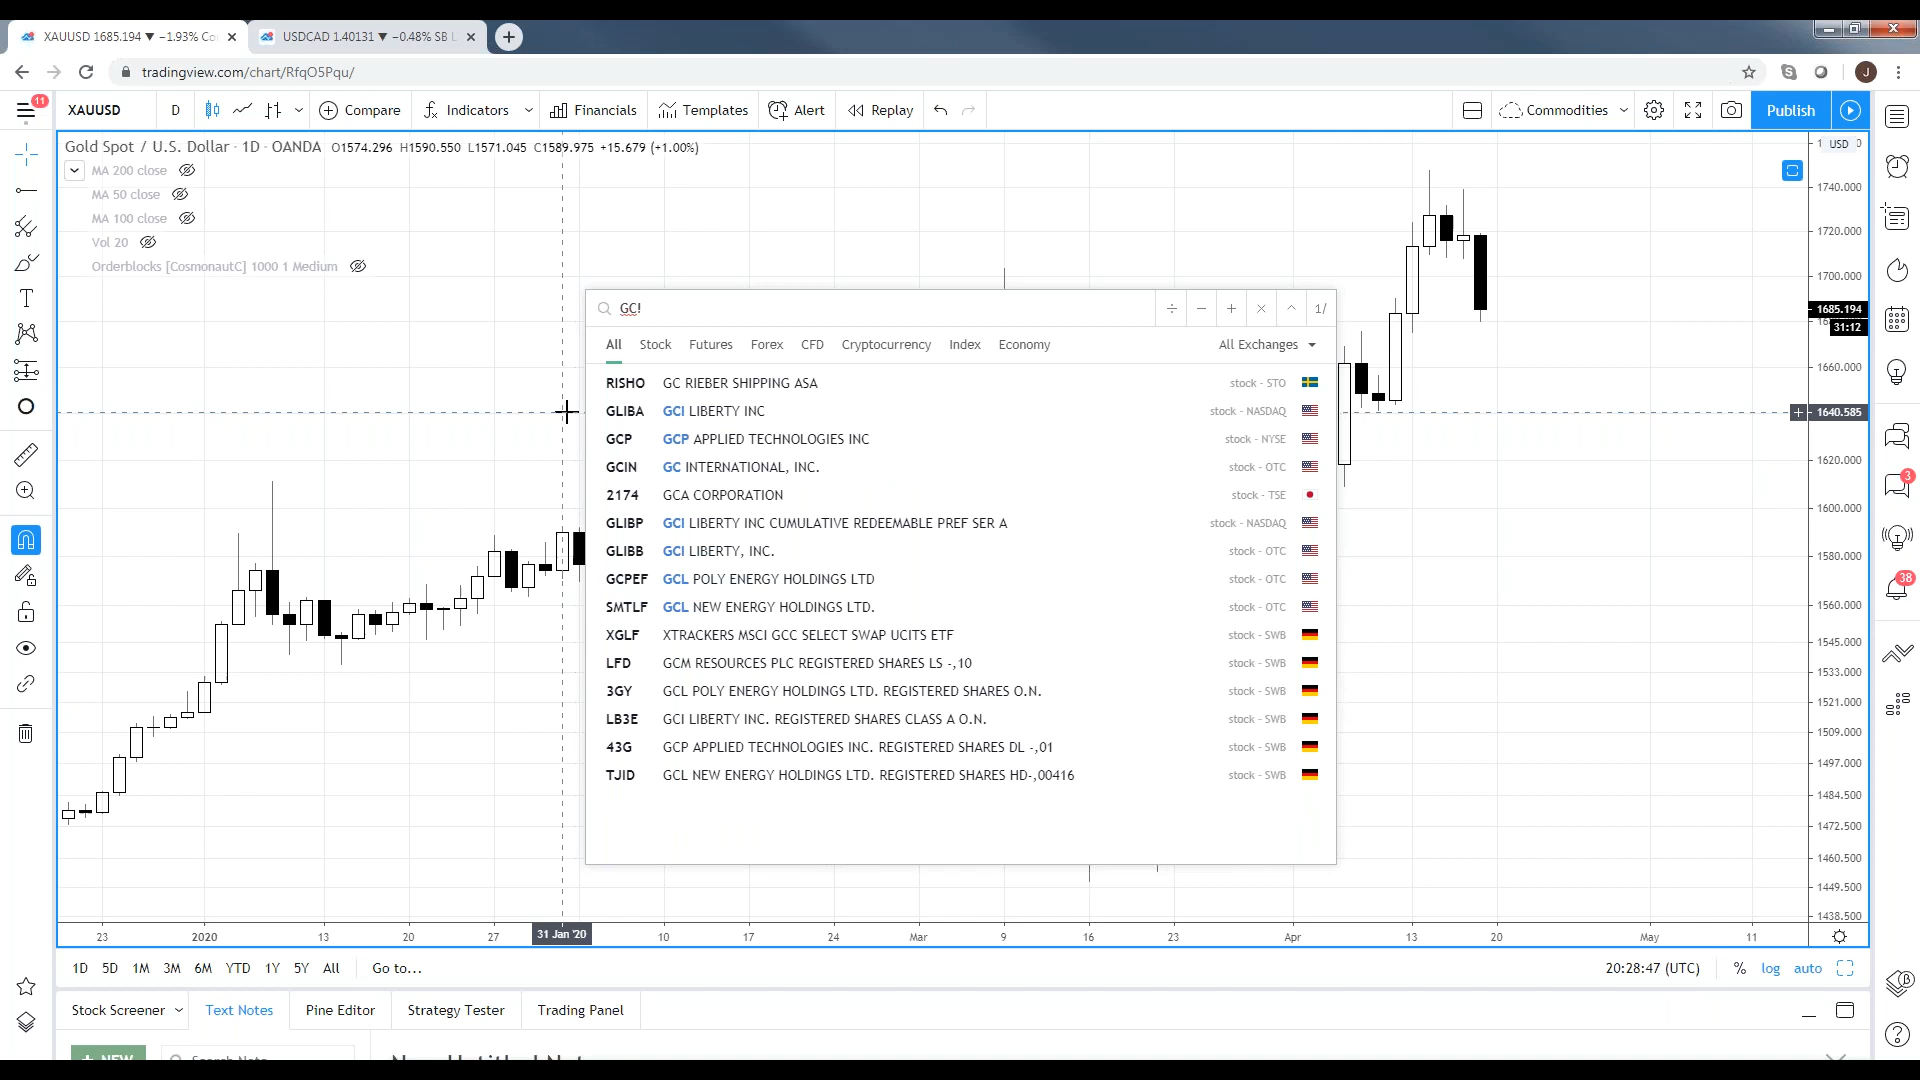 XAUUSD 1685.194 ▼ −1.93% Co
USDCAD 1.40131 ▼ −0.48% SB L
tradingview.com/chart/RfqO5Pqu/
J
11
XAUUSD
D
Compare
Indicators
Financials
Templates
Alert
Replay
Commodities
Publish
Gold Spot / U.S. Dollar · 1D · OANDA O1574.296 H1590.550 L1571.045 C1589.975 +15.679 (+1.00%)
USD
MA 200 close
MA 50 close
MA 100 close
Vol 20
Orderblocks [CosmonautC] 1000 1 Medium
1740.000
1720.000
1700.000
1685.194
31:12
1660.000
1640.585
1620.000
1600.000
1580.000
1560.000
1545.000
1533.000
1521.000
1509.000
1497.000
1484.500
1472.500
1460.500
1449.500
1438.500
GC!
÷ − + × ^ 1/
All Stock Futures Forex CFD Cryptocurrency Index Economy All Exchanges
RISHO GC RIEBER SHIPPING ASA stock - STO
GLIBA GCI LIBERTY INC stock - NASDAQ
GCP GCP APPLIED TECHNOLOGIES INC stock - NYSE
GCIN GC INTERNATIONAL, INC. stock - OTC
2174 GCA CORPORATION stock - TSE
GLIBP GCI LIBERTY INC CUMULATIVE REDEEMABLE PREF SER A stock - NASDAQ
GLIBB GCI LIBERTY, INC. stock - OTC
GCPEF GCL POLY ENERGY HOLDINGS LTD stock - OTC
SMTLF GCL NEW ENERGY HOLDINGS LTD. stock - OTC
XGLF XTRACKERS MSCI GCC SELECT SWAP UCITS ETF stock - SWB
LFD GCM RESOURCES PLC REGISTERED SHARES LS -,10 stock - SWB
3GY GCL POLY ENERGY HOLDINGS LTD. REGISTERED SHARES O.N. stock - SWB
LB3E GCI LIBERTY INC. REGISTERED SHARES CLASS A O.N. stock - SWB
43G GCP APPLIED TECHNOLOGIES INC. REGISTERED SHARES DL -,01 stock - SWB
TJID GCL NEW ENERGY HOLDINGS LTD. REGISTERED SHARES HD-,00416 stock - SWB
3
38
23 2020 13 20 27 31 Jan '20 10 17 24 Mar 9 16 23 Apr 13 20 May 11
1D 5D 1M 3M 6M YTD 1Y 5Y All Go to...
20:28:47 (UTC) % log auto
Stock Screener Text Notes Pine Editor Strategy Tester Trading Panel
+ NEW
Search Note